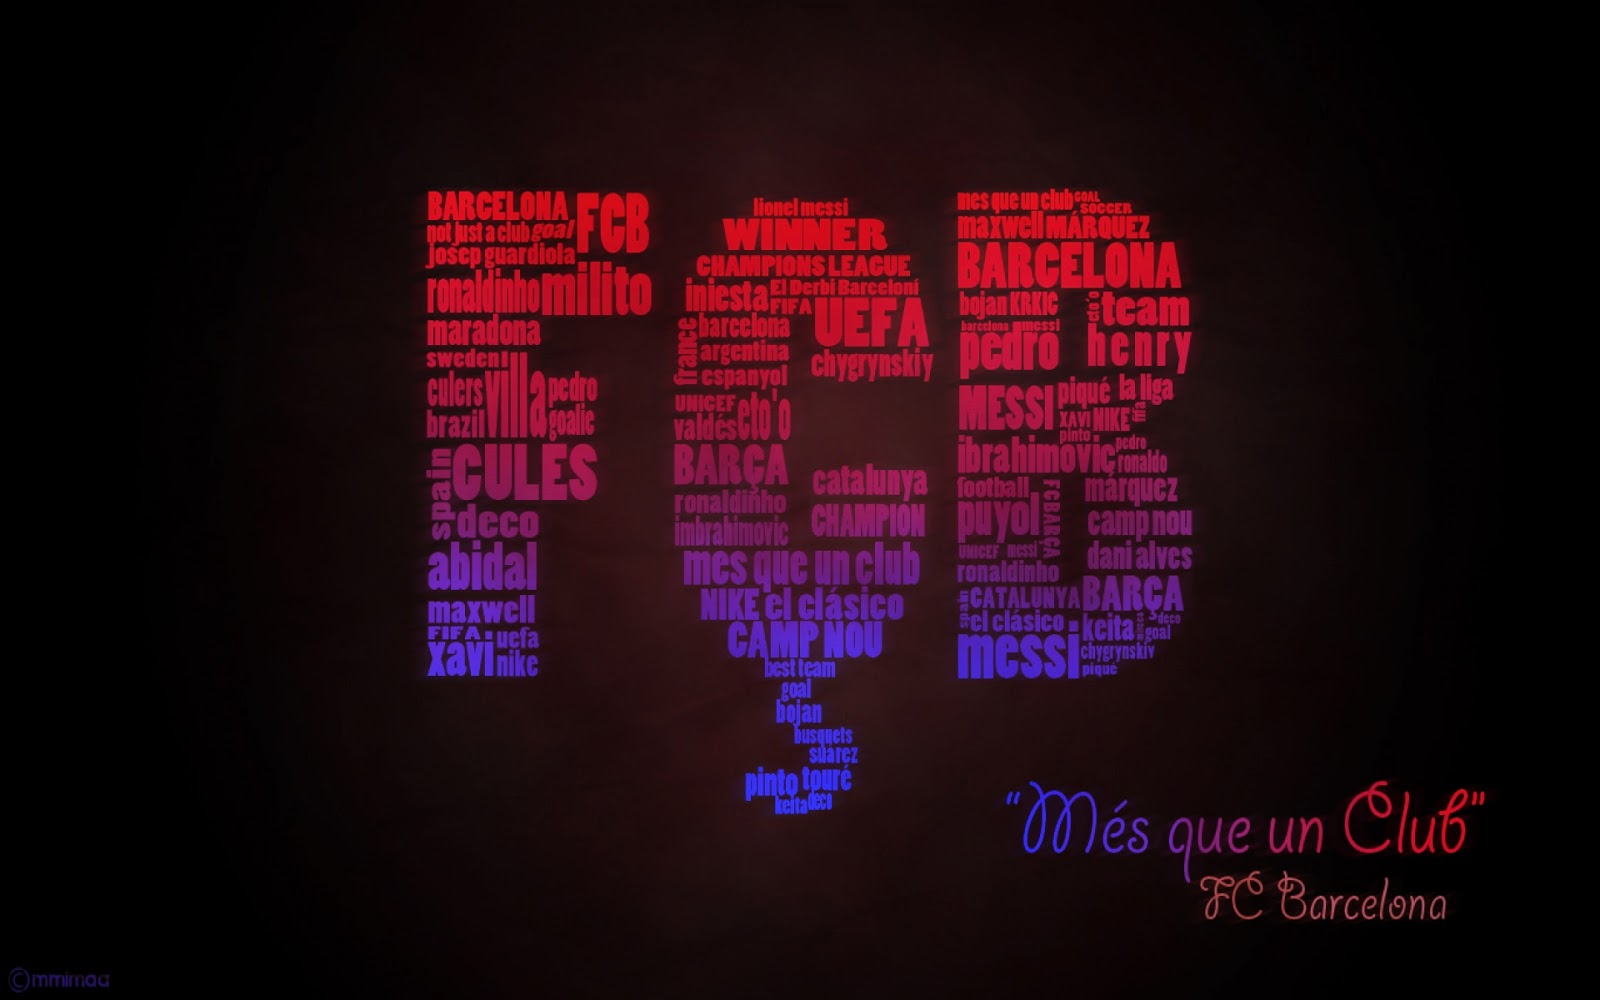 BARCELONA FCB
not just a club goal
josep guardiola
ronaldinho milito
maradona
sweden
culers villa pedro
brazil goalie
spain CULES
deco
abidal
maxwell
FIFA uefa
xavi nike
lionel messi
WINNER
CHAMPIONS LEAGUE
iniesta El Derbi Barceloní
FIFA UEFA
france barcelona
argentina chygrynskiy
espanyol
UNICEF eto'o
valdés
BARÇA catalunya
ronaldinho CHAMPION
imbrahimovic
mes que un club
NIKE el clásico
CAMP NOU
best team
goal
bojan
busquets
suárez
pinto touré
keita deco
mes que un club GOAL
SOCCER
maxwell MÁRQUEZ
BARCELONA
bojan KRKIC eto'o team
barcelona messi
pedro henry
MESSI piqué la liga
XAVI NIKE
pinto
ibrahimovic pedro
ronaldo
football FC BARÇA márquez
puyol camp nou
UNICEF messi dani alves
ronaldinho
spain CATALUNYA BARÇA
el clásico keita deco
goal
messi chygrynskiy
piqué
"Més que un Club"
FC Barcelona
©mmimaa